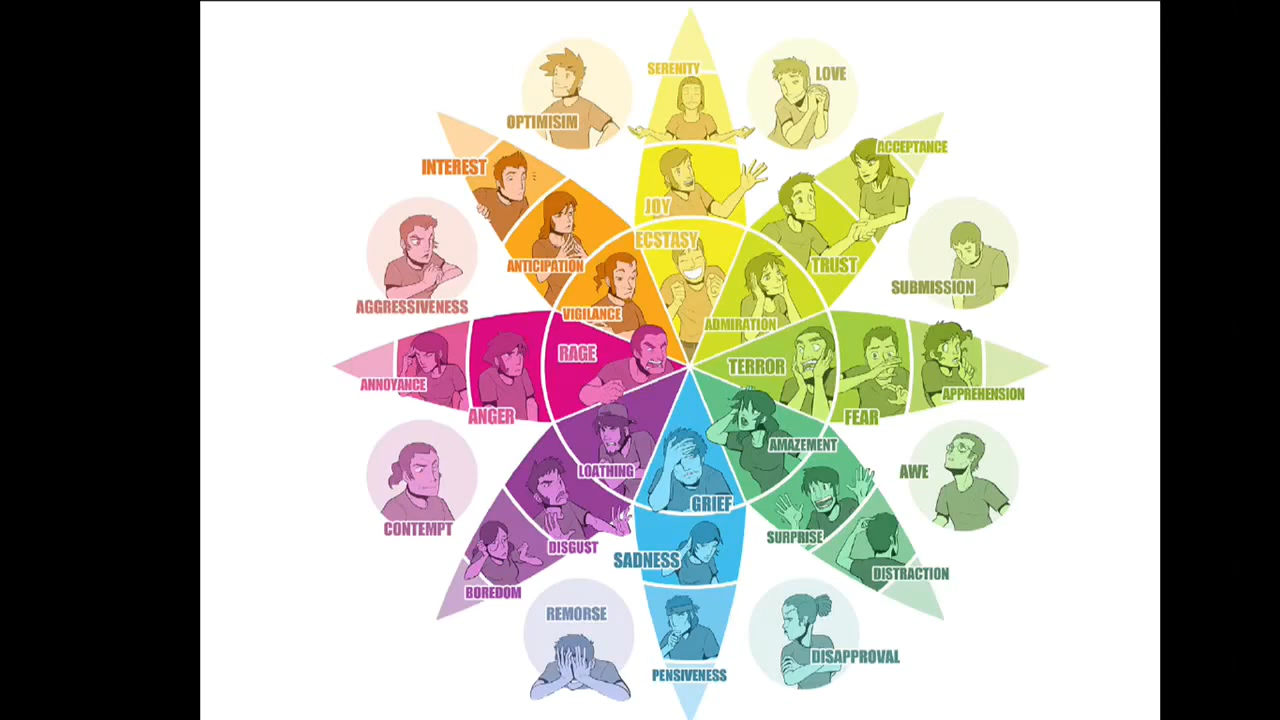 SERENITY
LOVE
OPTIMISIM
ACCEPTANCE
INTEREST
JOY
ECSTASY
ANTICIPATION
TRUST
SUBMISSION
AGGRESSIVENESS
VIGILANCE
ADMIRATION
RAGE
TERROR
ANNOYANCE
APPREHENSION
ANGER
FEAR
AMAZEMENT
LOATHING
AWE
CONTEMPT
GRIEF
SURPRISE
DISGUST
SADNESS
DISTRACTION
BOREDOM
REMORSE
DISAPPROVAL
PENSIVENESS